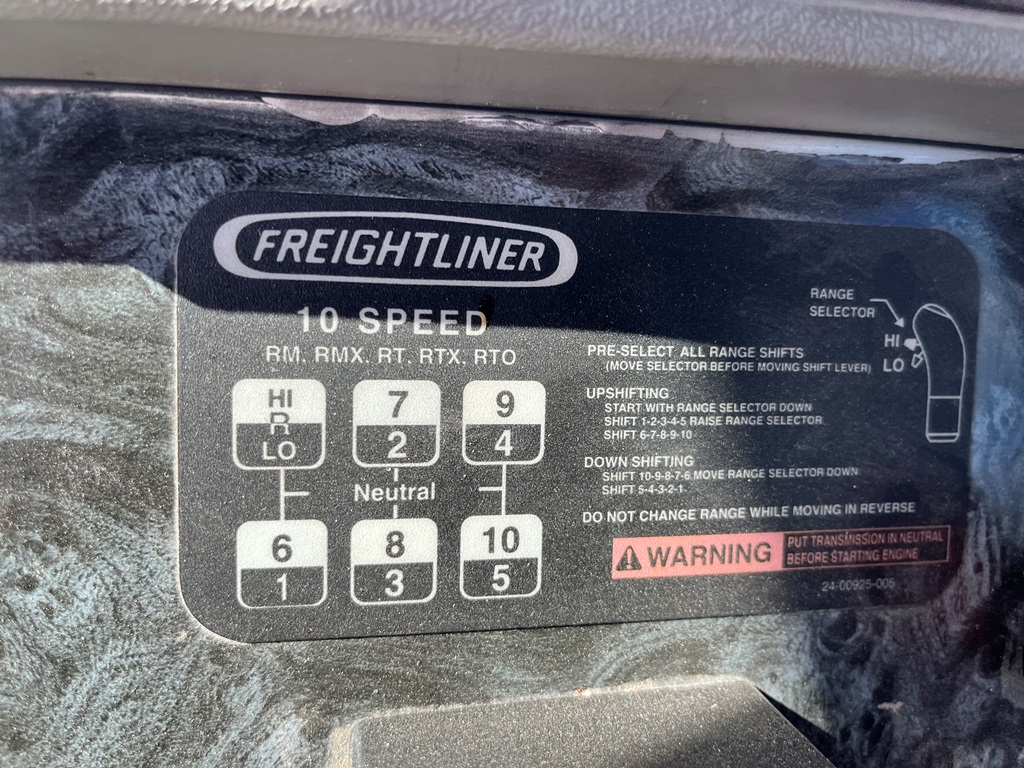 FREIGHTLINER
10 SPEED
RM, RMX, RT, RTX, RTO
HI
R
LO
7
2
9
4
Neutral
6
1
8
3
10
5
RANGE
SELECTOR
HI
LO
PRE-SELECT ALL RANGE SHIFTS
(MOVE SELECTOR BEFORE MOVING SHIFT LEVER)
UPSHIFTING
START WITH RANGE SELECTOR DOWN
SHIFT 1-2-3-4-5 RAISE RANGE SELECTOR
SHIFT 6-7-8-9-10
DOWN SHIFTING
SHIFT 10-9-8-7-6 MOVE RANGE SELECTOR DOWN
SHIFT 5-4-3-2-1
DO NOT CHANGE RANGE WHILE MOVING IN REVERSE
WARNING
PUT TRANSMISSION IN NEUTRAL
BEFORE STARTING ENGINE
24-00925-005